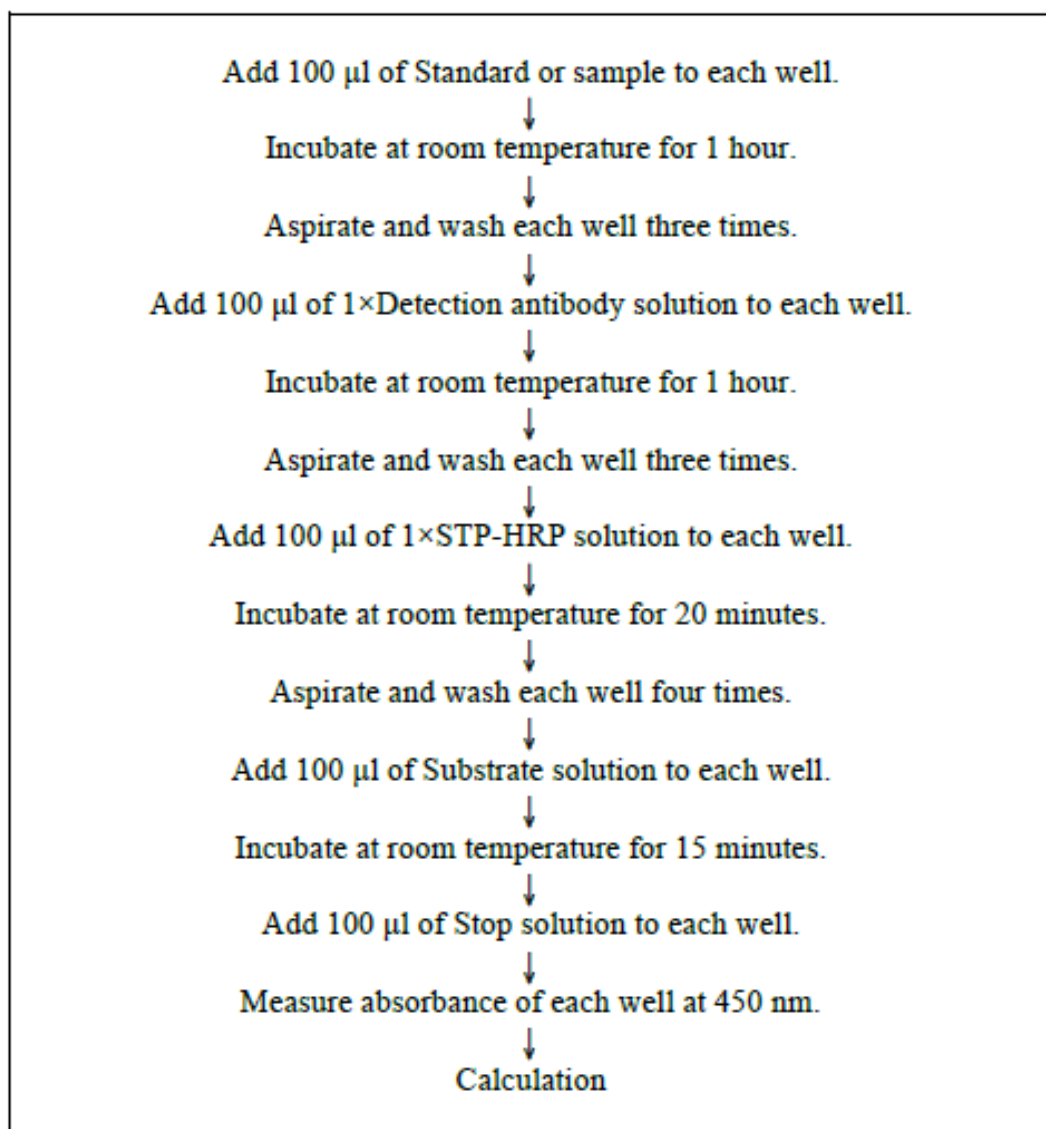 Add 100 μl of Standard or sample to each well.
↓
Incubate at room temperature for 1 hour.
↓
Aspirate and wash each well three times.
↓
Add 100 μl of 1×Detection antibody solution to each well.
↓
Incubate at room temperature for 1 hour.
↓
Aspirate and wash each well three times.
↓
Add 100 μl of 1×STP-HRP solution to each well.
↓
Incubate at room temperature for 20 minutes.
↓
Aspirate and wash each well four times.
↓
Add 100 μl of Substrate solution to each well.
↓
Incubate at room temperature for 15 minutes.
↓
Add 100 μl of Stop solution to each well.
↓
Measure absorbance of each well at 450 nm.
↓
Calculation